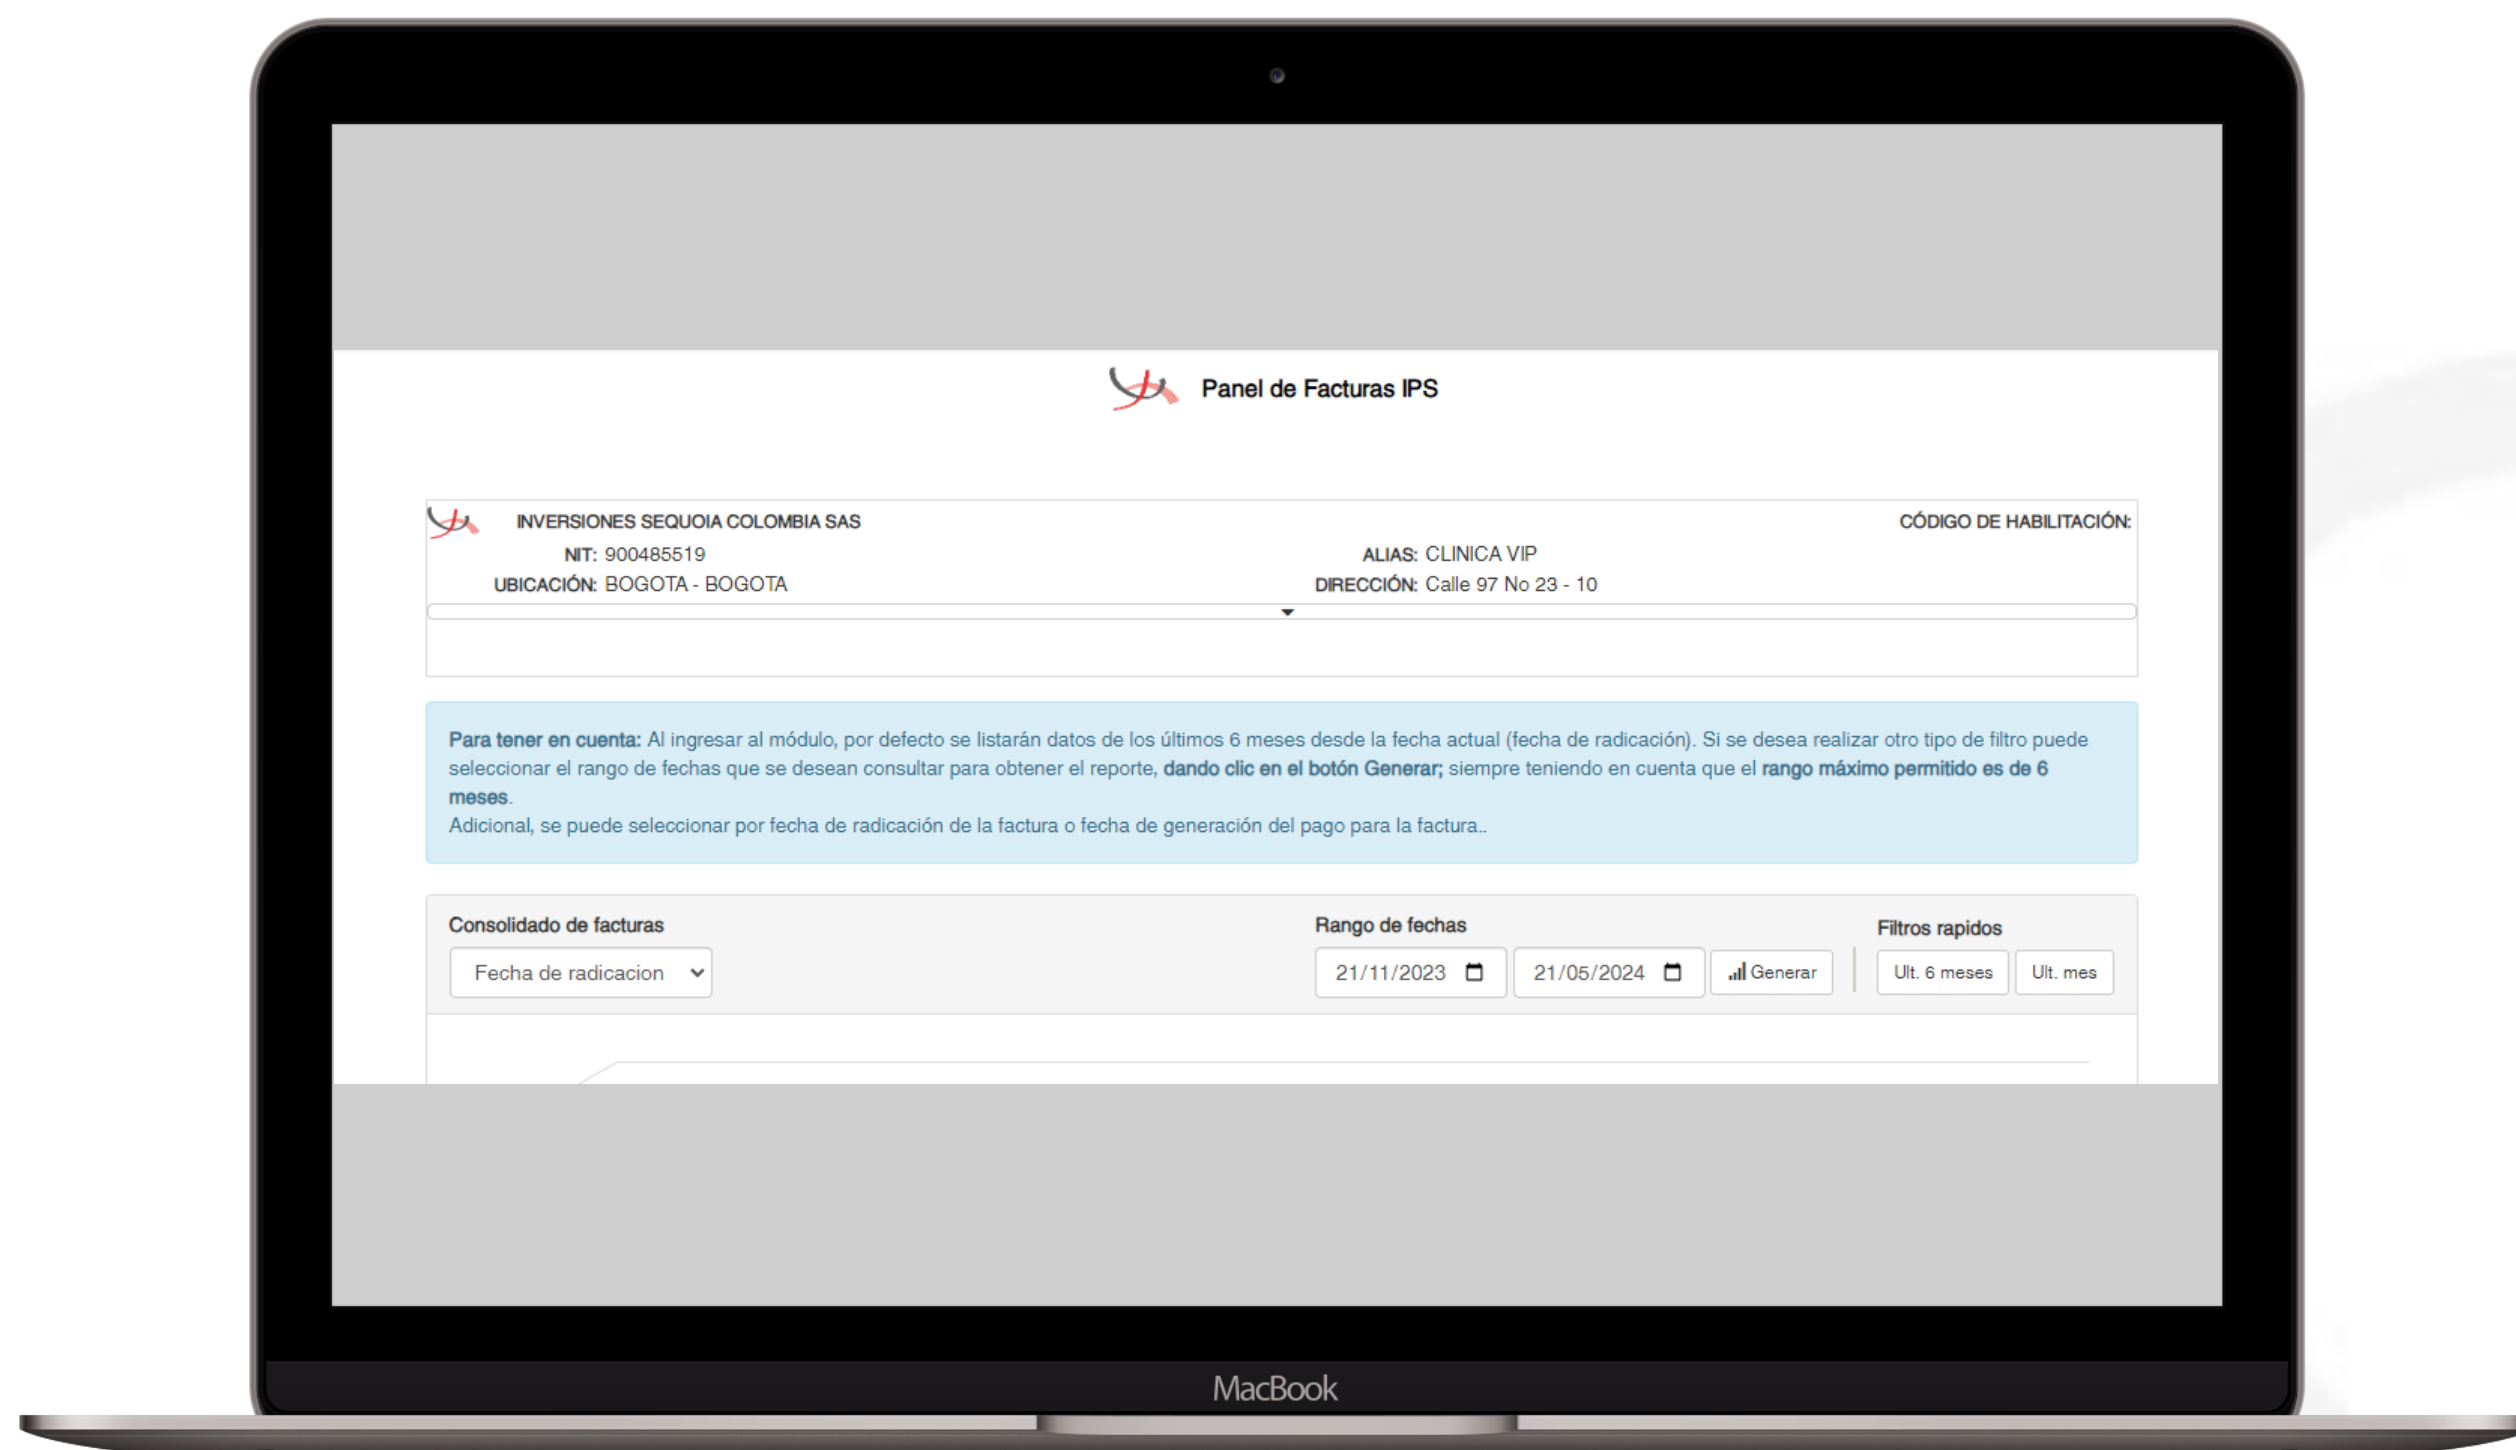 Panel de Facturas IPS
INVERSIONES SEQUOIA COLOMBIA SAS
CÓDIGO DE HABILITACIÓN:
NIT: 900485519
ALIAS: CLINICA VIP
UBICACIÓN: BOGOTA - BOGOTA
DIRECCIÓN: Calle 97 No 23 - 10
Para tener en cuenta: Al ingresar al módulo, por defecto se listarán datos de los últimos 6 meses desde la fecha actual (fecha de radicación). Si se desea realizar otro tipo de filtro puede
seleccionar el rango de fechas que se desean consultar para obtener el reporte, dando clic en el botón Generar; siempre teniendo en cuenta que el rango máximo permitido es de 6
meses.
Adicional, se puede seleccionar por fecha de radicación de la factura o fecha de generación del pago para la factura..
Consolidado de facturas
Rango de fechas
Filtros rapidos
Fecha de radicacion
21/11/2023
21/05/2024
Generar
Ult. 6 meses
Ult. mes
MacBook